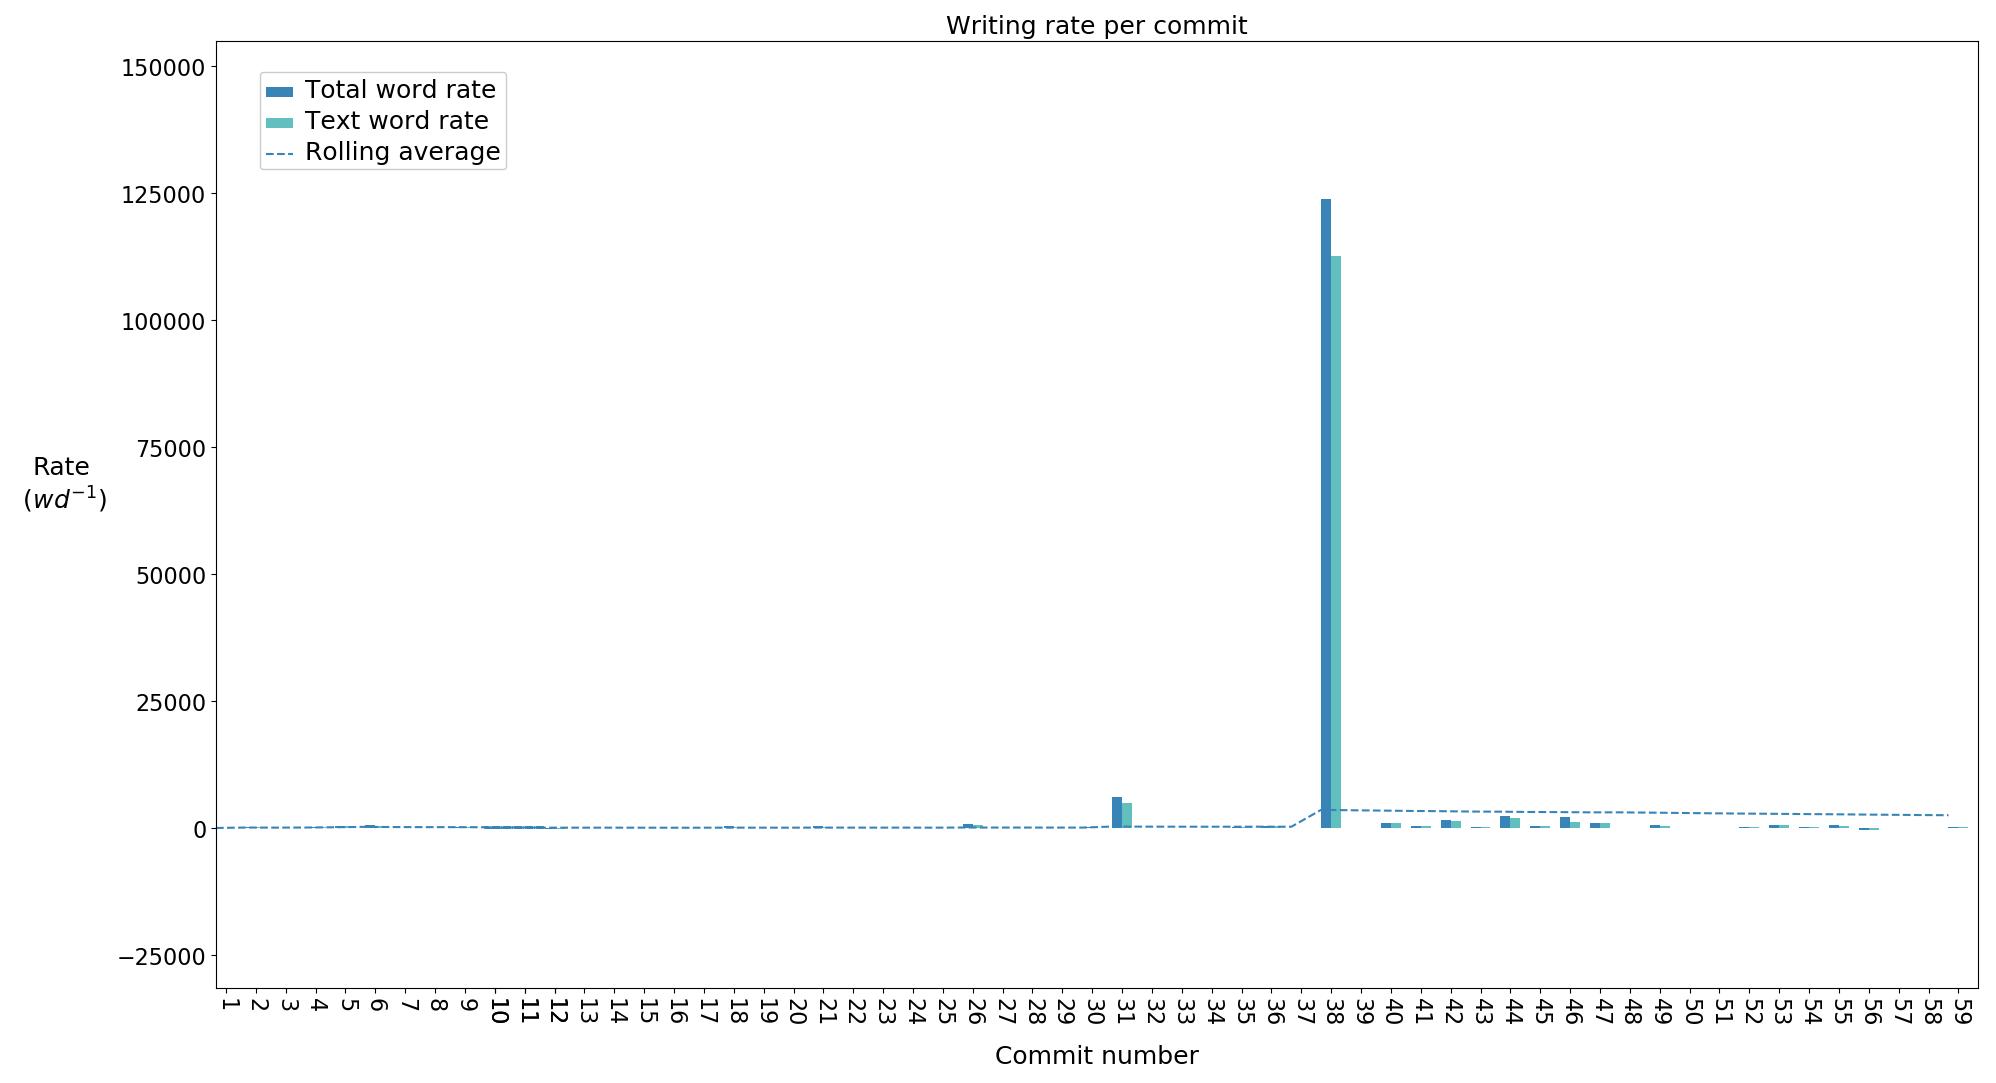 Writing rate per commit
150000
125000
100000
75000
50000
25000
0
−25000
Total word rate
Text word rate
Rolling average
Rate
(wd⁻¹)
1 2 3 4 5 6 7 8 9 10 11 12 13 14 15 16 17 18 19 20 21 22 23 24 25 26 27 28 29 30 31 32 33 34 35 36 37 38 39 40 41 42 43 44 45 46 47 48 49 50 51 52 53 54 55 56 57 58 59
Commit number